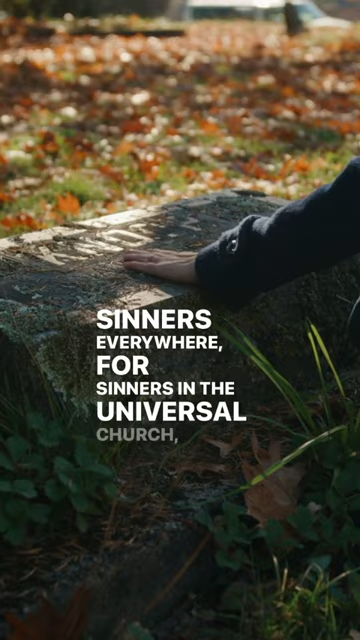 SINNERS
EVERYWHERE,
FOR
SINNERS IN THE
UNIVERSAL
CHURCH,